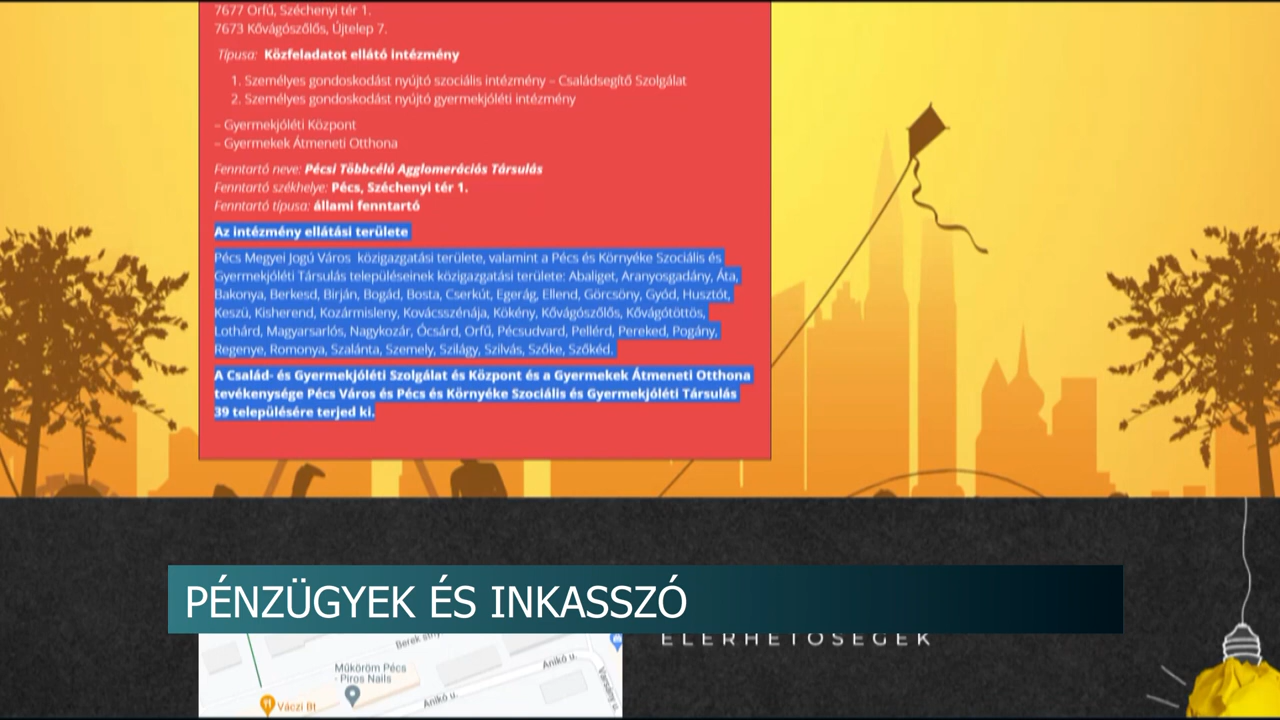 7677 Orfű, Széchenyi tér 1.
7673 Kővágószőlős, Újtelep 7.
Típusa: Közfeladatot ellátó intézmény
1. Személyes gondoskodást nyújtó szociális intézmény – Családsegítő Szolgálat
2. Személyes gondoskodást nyújtó gyermekjóléti intézmény
– Gyermekjóléti Központ
– Gyermekek Átmeneti Otthona
Fenntartó neve: Pécsi Többcélú Agglomerációs Társulás
Fenntartó székhelye: Pécs, Széchenyi tér 1.
Fenntartó típusa: állami fenntartó
Az intézmény ellátási területe
Pécs Megyei Jogú Város közigazgatási területe, valamint a Pécs és Környéke Szociális és
Gyermekjóléti Társulás településeinek közigazgatási területe: Abaliget, Aranyosgadány, Áta,
Bakonya, Berkesd, Birján, Bogád, Bosta, Cserkút, Egerág, Ellend, Görcsöny, Gyód, Husztót,
Keszü, Kisherend, Kozármisleny, Kovácsszénája, Kökény, Kővágószőlős, Kővágótöttös,
Lothárd, Magyarsarlós, Nagykozár, Ócsárd, Orfű, Pécsudvard, Pellérd, Pereked, Pogány,
Regenye, Romonya, Szalánta, Szemely, Szilágy, Szilvás, Szőke, Szőkéd.
A Család- és Gyermekjóléti Szolgálat és Központ és a Gyermekek Átmeneti Otthona
tevékenysége Pécs Város és Pécs és Környéke Szociális és Gyermekjóléti Társulás
39 településére terjed ki.
PÉNZÜGYEK ÉS INKASSZÓ
ELÉRHETŐSÉGEK
Berek
Műköröm Pécs
- Piros Nails
Anikó u.
Anikó u.
Váczi Bt